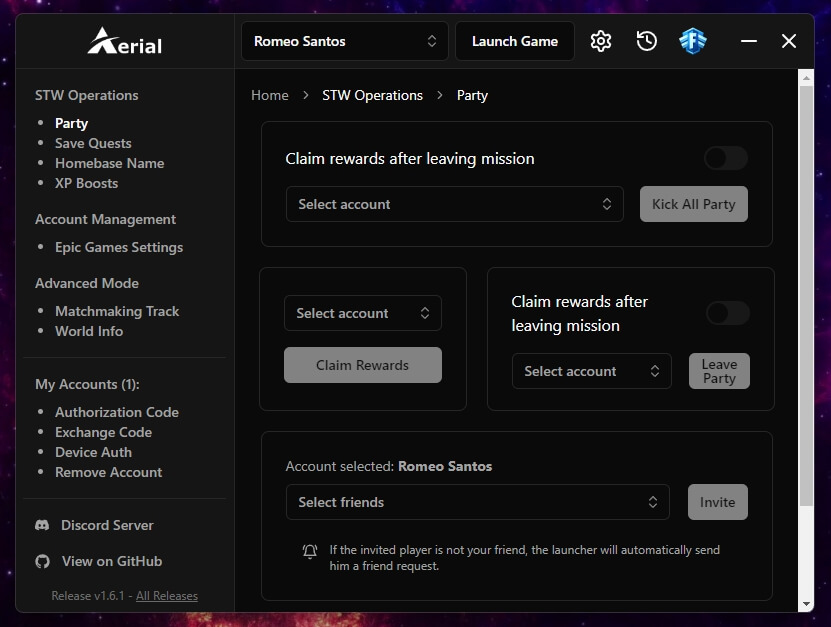 Aerial
Romeo Santos
Launch Game
STW Operations
Party
Save Quests
Homebase Name
XP Boosts
Account Management
Epic Games Settings
Advanced Mode
Matchmaking Track
World Info
My Accounts (1):
Authorization Code
Exchange Code
Device Auth
Remove Account
Discord Server
View on GitHub
Release v1.6.1 - All Releases
Home > STW Operations > Party
Claim rewards after leaving mission
Select account
Kick All Party
Select account
Claim Rewards
Claim rewards after
leaving mission
Select account
Leave
Party
Account selected: Romeo Santos
Select friends
Invite
If the invited player is not your friend, the launcher will automatically send
him a friend request.